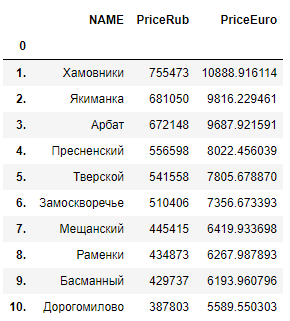 NAME PriceRub PriceEuro
0
1. Хамовники 755473 10888.916114
2. Якиманка 681050 9816.229461
3. Арбат 672148 9687.921591
4. Пресненский 556598 8022.456039
5. Тверской 541558 7805.678870
6. Замоскворечье 510406 7356.673393
7. Мещанский 445415 6419.933698
8. Раменки 434873 6267.987893
9. Басманный 429737 6193.960796
10. Дорогомилово 387803 5589.550303